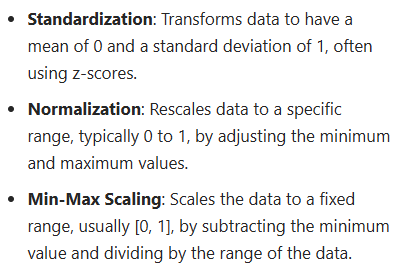 • Standardization: Transforms data to have a
mean of 0 and a standard deviation of 1, often
using z-scores.
• Normalization: Rescales data to a specific
range, typically 0 to 1, by adjusting the minimum
and maximum values.
• Min-Max Scaling: Scales the data to a fixed
range, usually [0, 1], by subtracting the minimum
value and dividing by the range of the data.